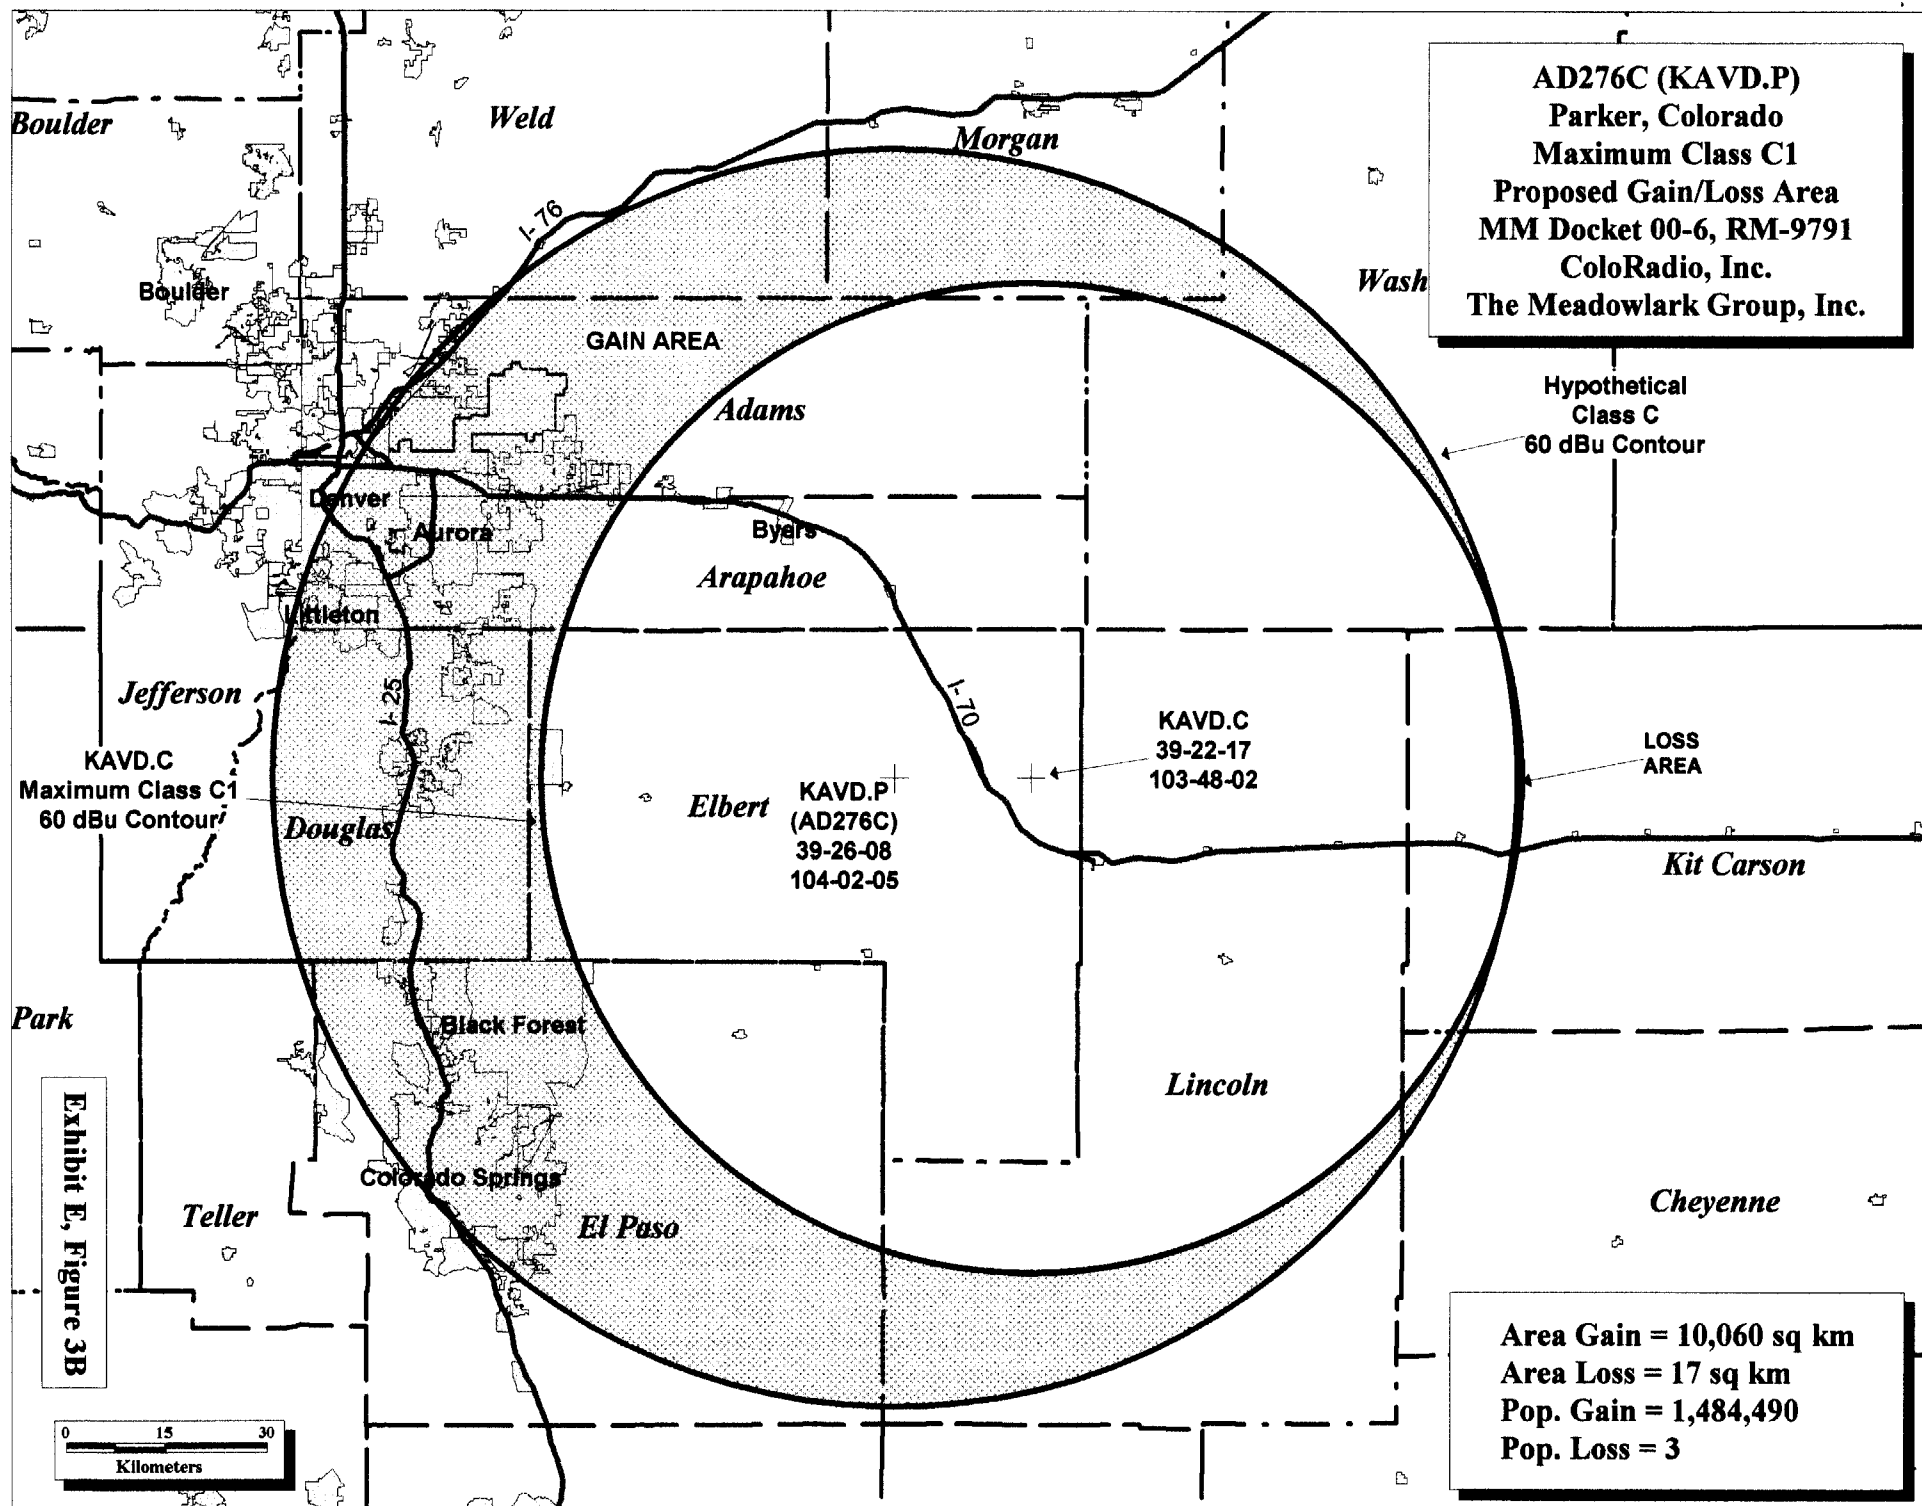 AD276C (KAVD.P)
Parker, Colorado
Maximum Class C1
Proposed Gain/Loss Area
MM Docket 00-6, RM-9791
ColoRadio, Inc.
The Meadowlark Group, Inc.
Boulder
Weld
Morgan
I-76
Boulder
Wash
GAIN AREA
Hypothetical
Class C
60 dBu Contour
Adams
Denver
Aurora
Byers
Arapahoe
Littleton
Jefferson
I-25
I-70
KAVD.C
39-22-17
103-48-02
LOSS
AREA
KAVD.C
Maximum Class C1
60 dBu Contour
Douglas
Elbert
KAVD.P
(AD276C)
39-26-08
104-02-05
Kit Carson
Park
Black Forest
Lincoln
Colorado Springs
Teller
El Paso
Cheyenne
Exhibit E, Figure 3B
Area Gain = 10,060 sq km
Area Loss = 17 sq km
Pop. Gain = 1,484,490
Pop. Loss = 3
0 15 30
Kilometers